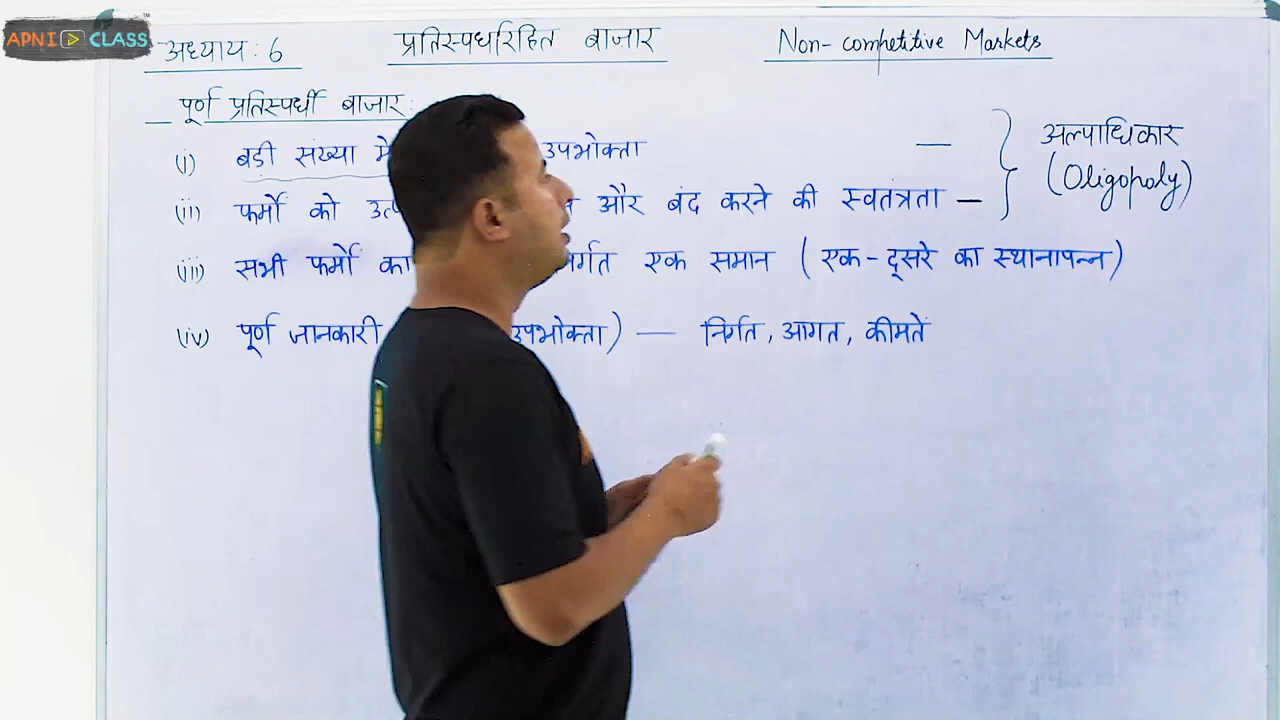 APNI CLASS
अध्याय : 6 प्रतिस्पर्धारहित बाजार Non-competitive Markets
पूर्ण प्रतिस्पर्धी बाजार :
(i) बड़ी संख्या में उपभोक्ता —
(ii) फर्मों को और बंद करने की स्वतंत्रता —
अल्पाधिकार
(Oligopoly)
(iii) सभी फर्मों का एक समान ( एक - दूसरे का स्थानापन्न )
(iv) पूर्ण जानकारी उपभोक्ता) — निर्गत, आगत, कीमतें